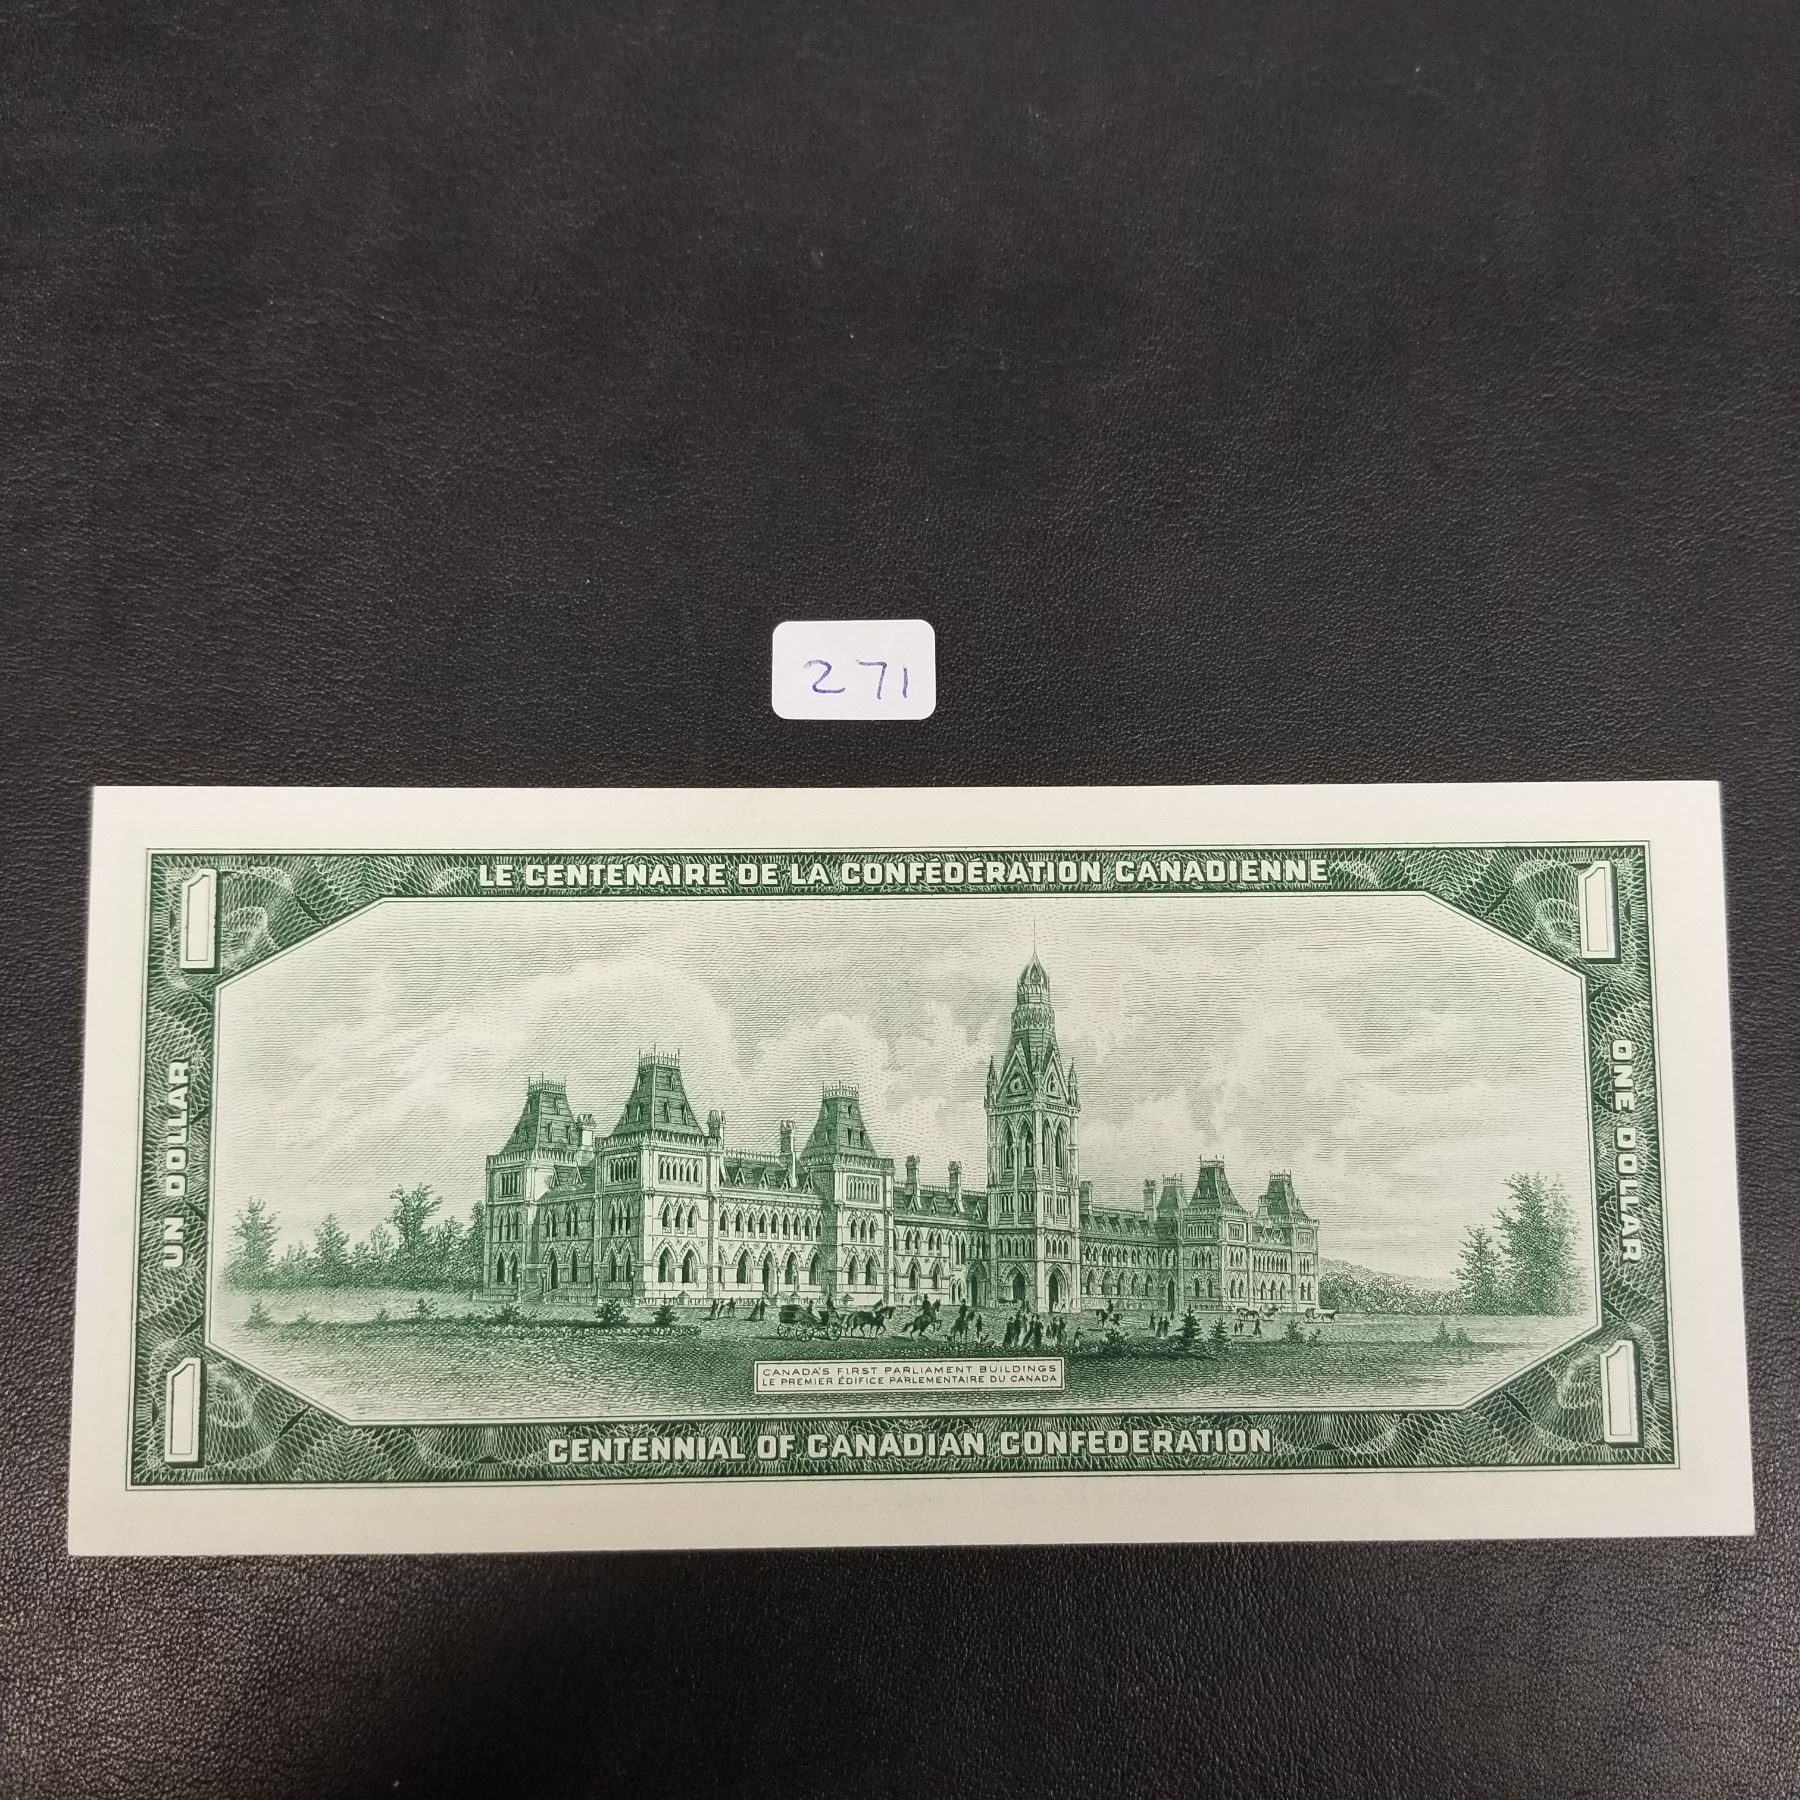 271
1 LE CENTENAIRE DE LA CONFÉDÉRATION CANADIENNE 1
UN DOLLAR
ONE DOLLAR
CANADA'S FIRST PARLIAMENT BUILDINGS
LE PREMIER ÉDIFICE PARLEMENTAIRE DU CANADA
1 CENTENNIAL OF CANADIAN CONFEDERATION 1